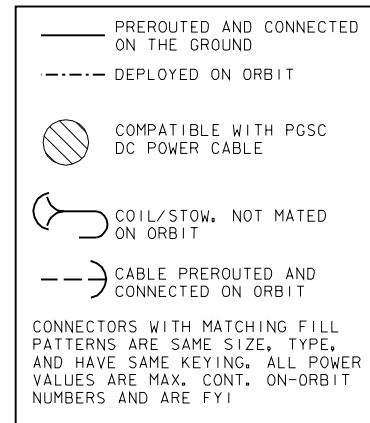 PREROUTED AND CONNECTED
ON THE GROUND
DEPLOYED ON ORBIT
COMPATIBLE WITH PGSC
DC POWER CABLE
COIL/STOW. NOT MATED
ON ORBIT
CABLE PREROUTED AND
CONNECTED ON ORBIT
CONNECTORS WITH MATCHING FILL
PATTERNS ARE SAME SIZE, TYPE,
AND HAVE SAME KEYING. ALL POWER
VALUES ARE MAX. CONT. ON-ORBIT
NUMBERS AND ARE FYI